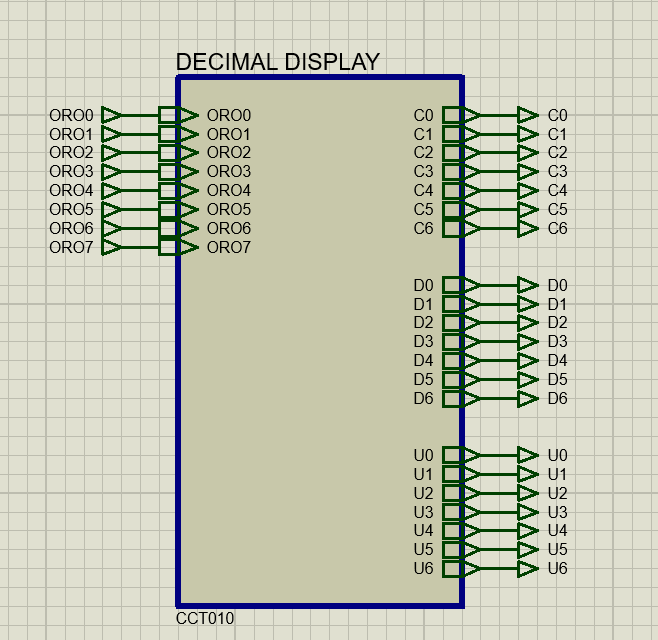 DECIMAL DISPLAY
ORO0 ORO0 C0 C0
ORO1 ORO1 C1 C1
ORO2 ORO2 C2 C2
ORO3 ORO3 C3 C3
ORO4 ORO4 C4 C4
ORO5 ORO5 C5 C5
ORO6 ORO6 C6 C6
ORO7 ORO7
D0 D0
D1 D1
D2 D2
D3 D3
D4 D4
D5 D5
D6 D6
U0 U0
U1 U1
U2 U2
U3 U3
U4 U4
U5 U5
U6 U6
CCT010